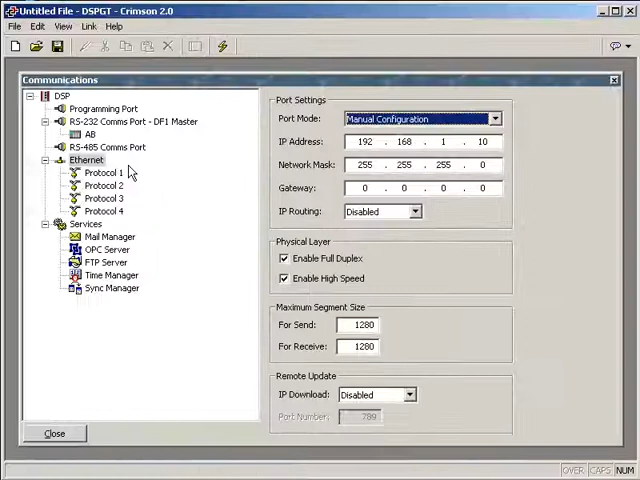 Untitled File - DSPGT - Crimson 2.0
File Edit View Link Help
Communications
DSP
Programming Port
RS-232 Comms Port - DF1 Master
AB
RS-485 Comms Port
Ethernet
Protocol 1
Protocol 2
Protocol 3
Protocol 4
Services
Mail Manager
OPC Server
FTP Server
Time Manager
Sync Manager
Close
Port Settings
Port Mode: Manual Configuration
IP Address: 192 . 168 . 1 . 10
Network Mask: 255 . 255 . 255 . 0
Gateway: 0 . 0 . 0 . 0
IP Routing: Disabled
Physical Layer
Enable Full Duplex
Enable High Speed
Maximum Segment Size
For Send: 1280
For Receive: 1280
Remote Update
IP Download: Disabled
Port Number: 789
OVER CAPS NUM